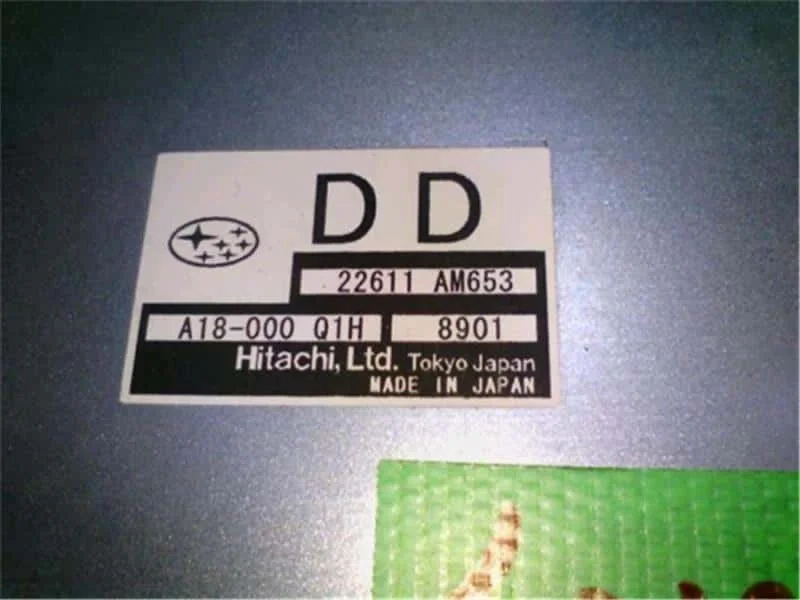 DD
22611 AM653
A18-000 Q1H 8901
Hitachi, Ltd. Tokyo Japan
MADE IN JAPAN